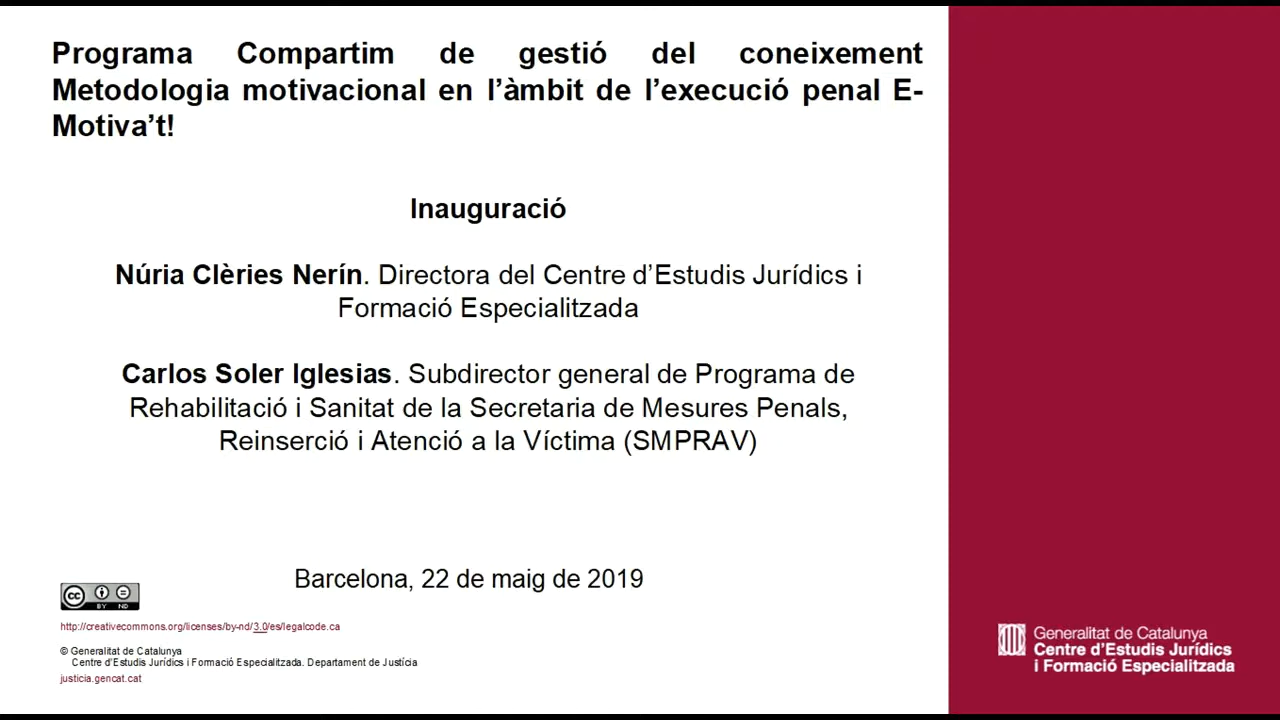 Programa Compartim de gestió del coneixement
Metodologia motivacional en l’àmbit de l’execució penal E-
Motiva’t!
Inauguració
Núria Clèries Nerín. Directora del Centre d’Estudis Jurídics i
Formació Especialitzada
Carlos Soler Iglesias. Subdirector general de Programa de
Rehabilitació i Sanitat de la Secretaria de Mesures Penals,
Reinserció i Atenció a la Víctima (SMPRAV)
Barcelona, 22 de maig de 2019
cc BY ND
http://creativecommons.org/licenses/by-nd/3.0/es/legalcode.ca
© Generalitat de Catalunya
Centre d’Estudis Jurídics i Formació Especialitzada. Departament de Justícia
justicia.gencat.cat
Generalitat de Catalunya
Centre d’Estudis Jurídics
i Formació Especialitzada